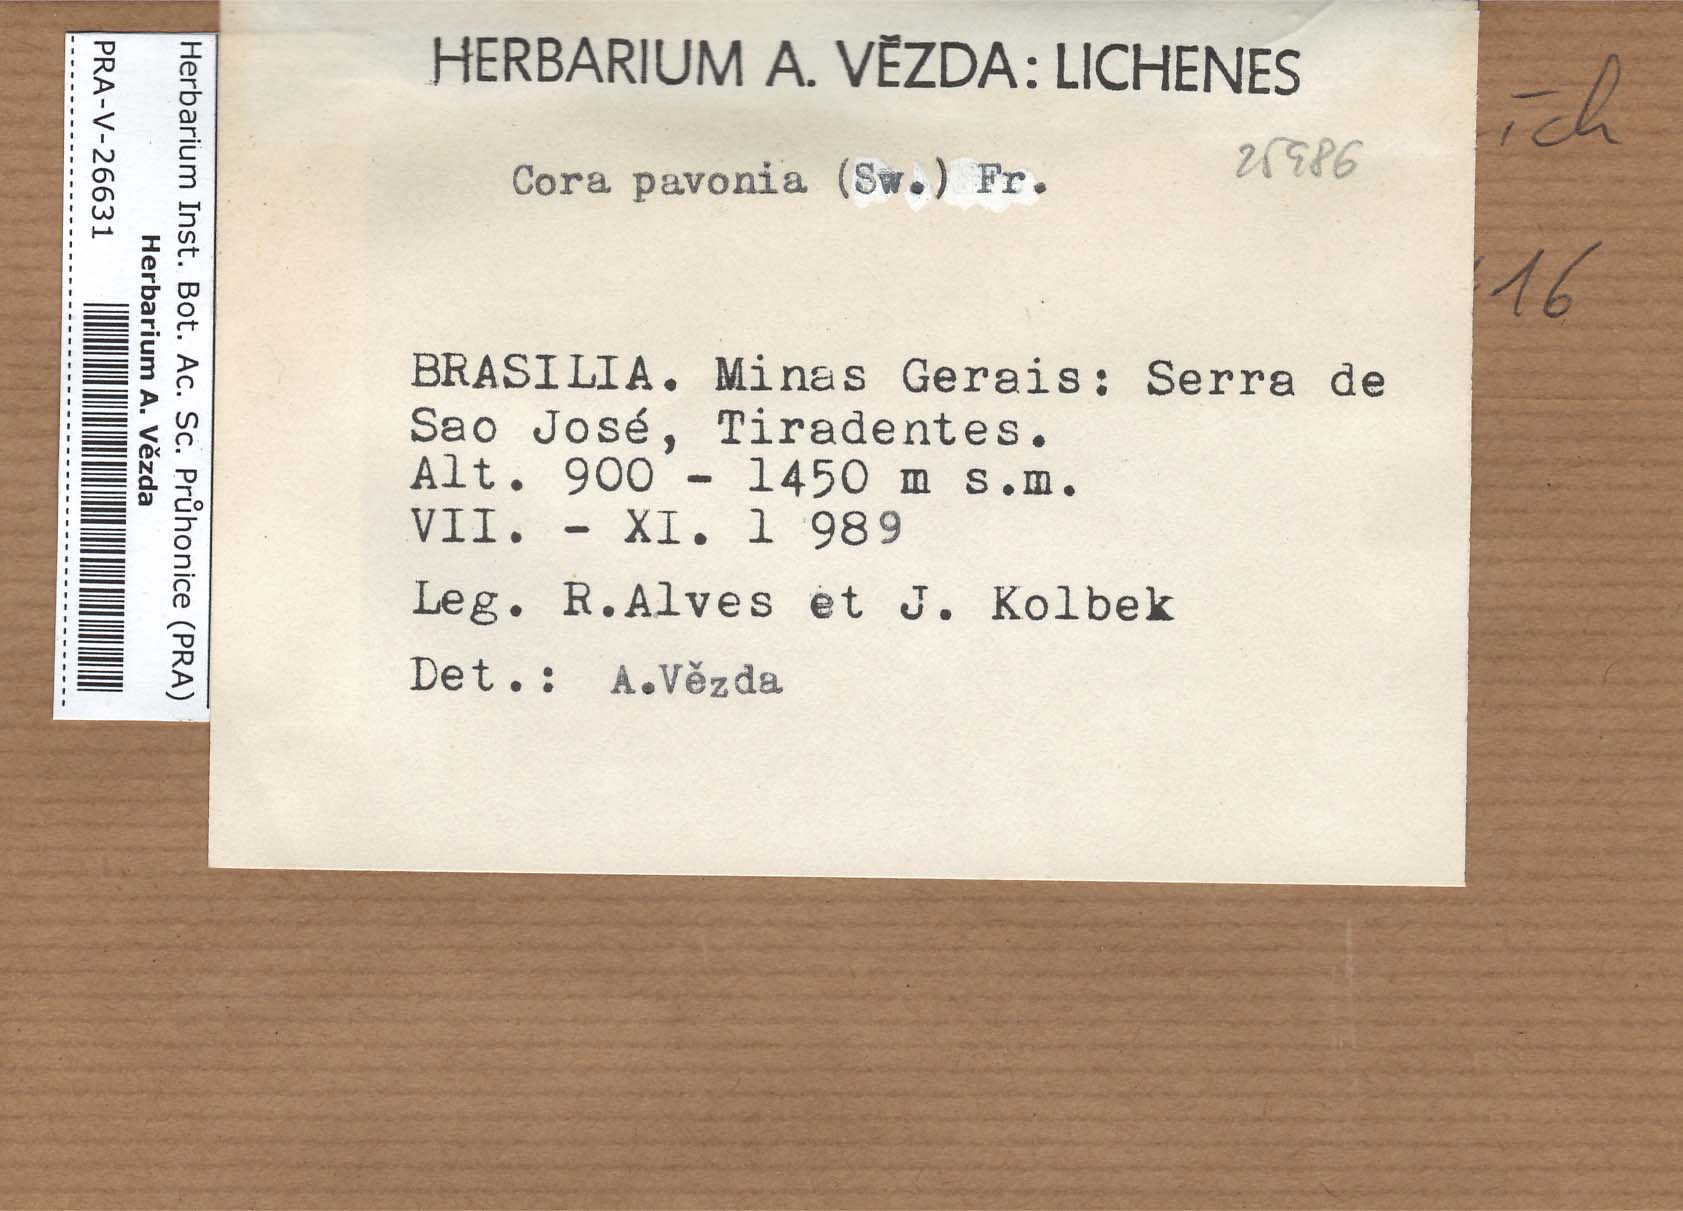 HERBARIUM A. VĚZDA: LICHENES
Cora pavonia (Sw.) Fr.
BRASILIA. Minas Gerais: Serra de
Sao José, Tiradentes.
Alt. 900 - 1450 m s.m.
VII. - XI. 1 989
Leg. R.Alves et J. Kolbek
Det.: A.Vězda
Herbarium Inst. Bot. Ac. Sc. Průhonice (PRA)
Herbarium A. Vězda
PRA-V-26631
16